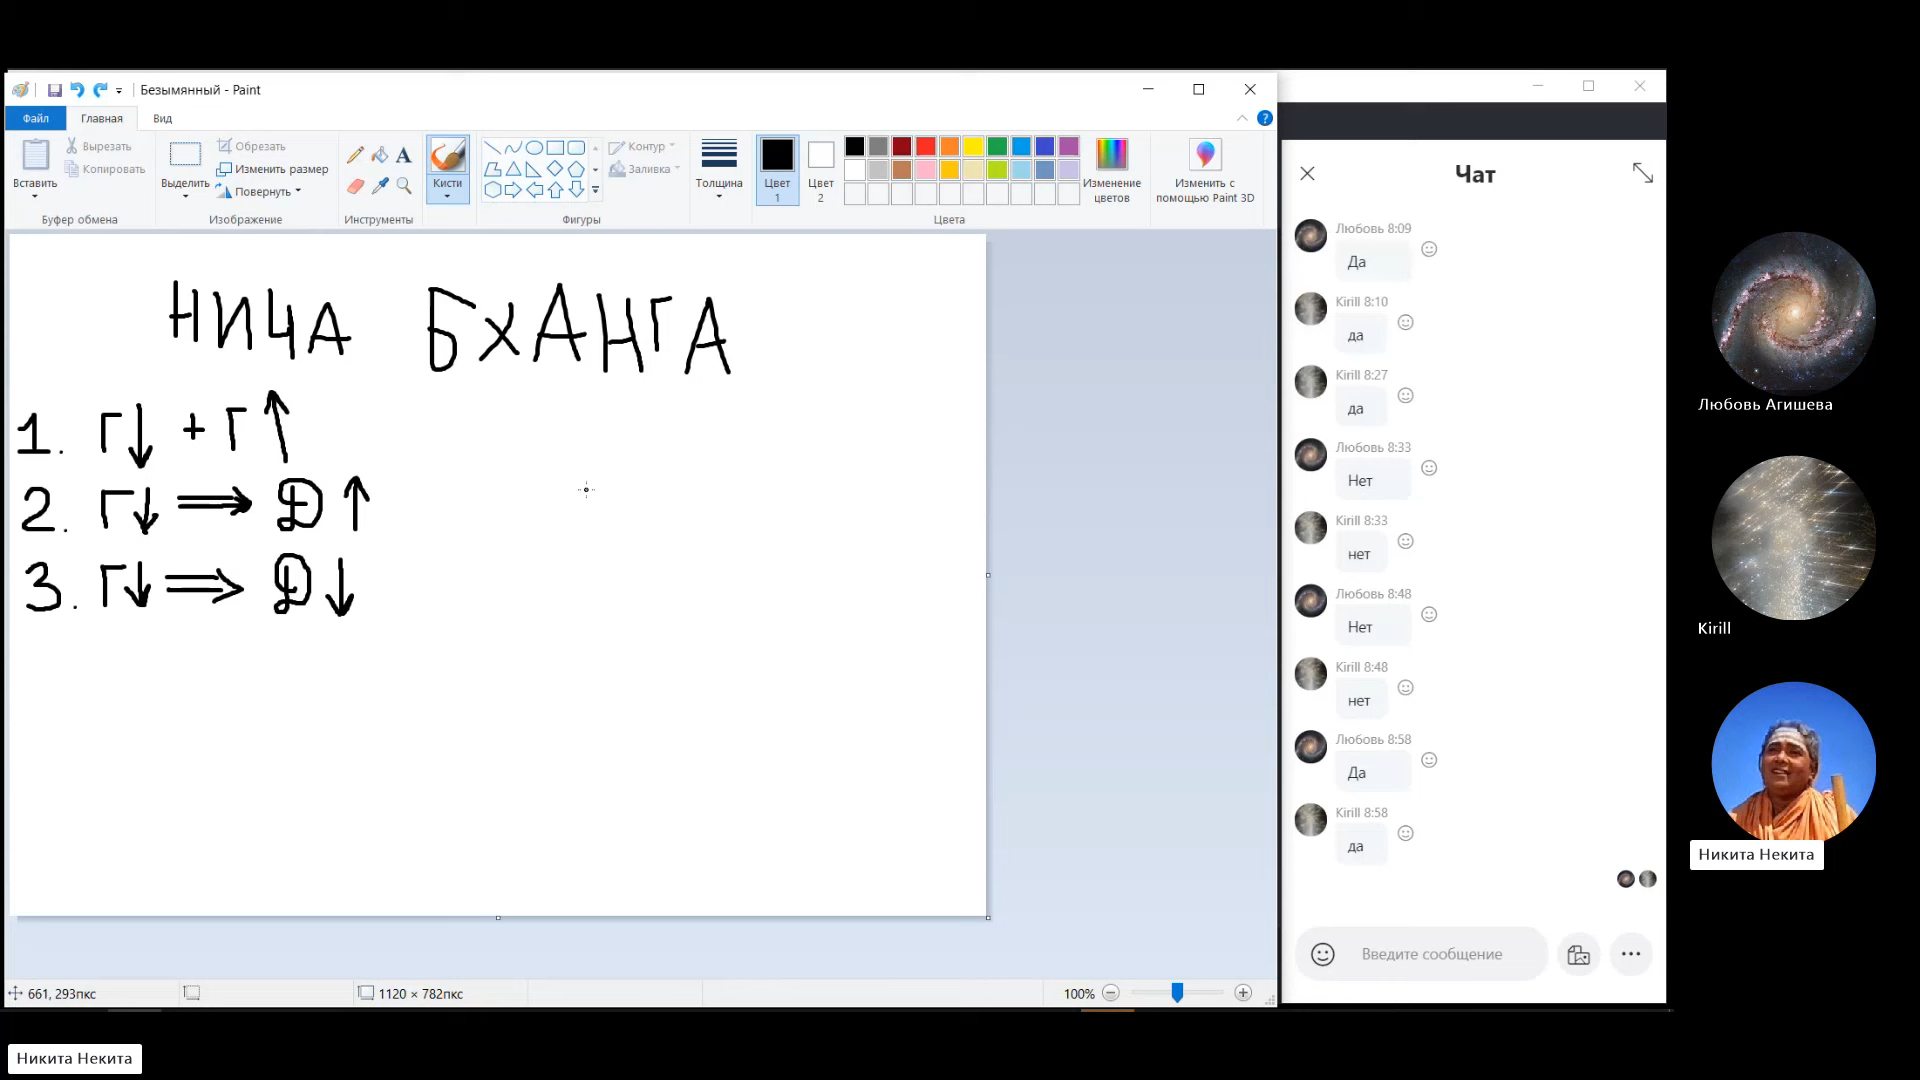 Безымянный - Paint
Файл
Главная
Вид
Вставить
Вырезать
Копировать
Буфер обмена
Выделить
Обрезать
Изменить размер
Повернуть
Изображение
Инструменты
Кисти
Контур
Заливка
Фигуры
Толщина
Цвет
1
Цвет
2
Изменение
цветов
Цвета
Изменить с
помощью Paint 3D
НИЧА БХАНГА
1. Г↓ + Г↑
2. Г↓ ⟹ Д↑
3. Г↓ ⟹ Д↓
661, 293пкс
1120 × 782пкс
100%
Чат
Любовь 8:09
Да
Kirill 8:10
да
Kirill 8:27
да
Любовь 8:33
Нет
Kirill 8:33
нет
Любовь 8:48
Нет
Kirill 8:48
нет
Любовь 8:58
Да
Kirill 8:58
да
Введите сообщение
Любовь Агишева
Kirill
Никита Некита
Никита Некита